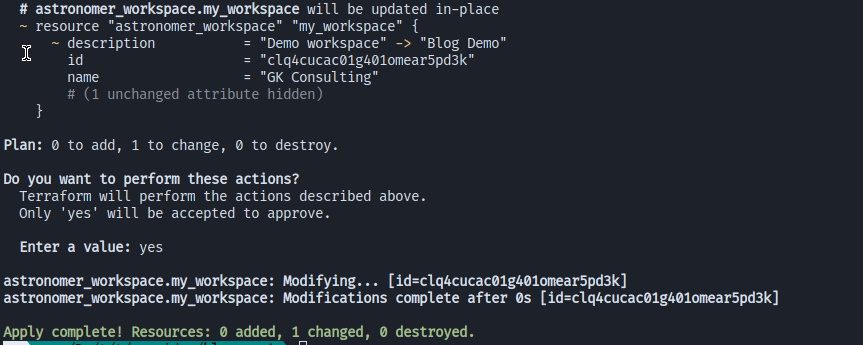 # astronomer_workspace.my_workspace will be updated in-place
~ resource "astronomer_workspace" "my_workspace" {
~ description = "Demo workspace" -> "Blog Demo"
id = "clq4cucac01g401omear5pd3k"
name = "GK Consulting"
# (1 unchanged attribute hidden)
}
Plan: 0 to add, 1 to change, 0 to destroy.
Do you want to perform these actions?
Terraform will perform the actions described above.
Only 'yes' will be accepted to approve.
Enter a value: yes
astronomer_workspace.my_workspace: Modifying... [id=clq4cucac01g401omear5pd3k]
astronomer_workspace.my_workspace: Modifications complete after 0s [id=clq4cucac01g401omear5pd3k]
Apply complete! Resources: 0 added, 1 changed, 0 destroyed.